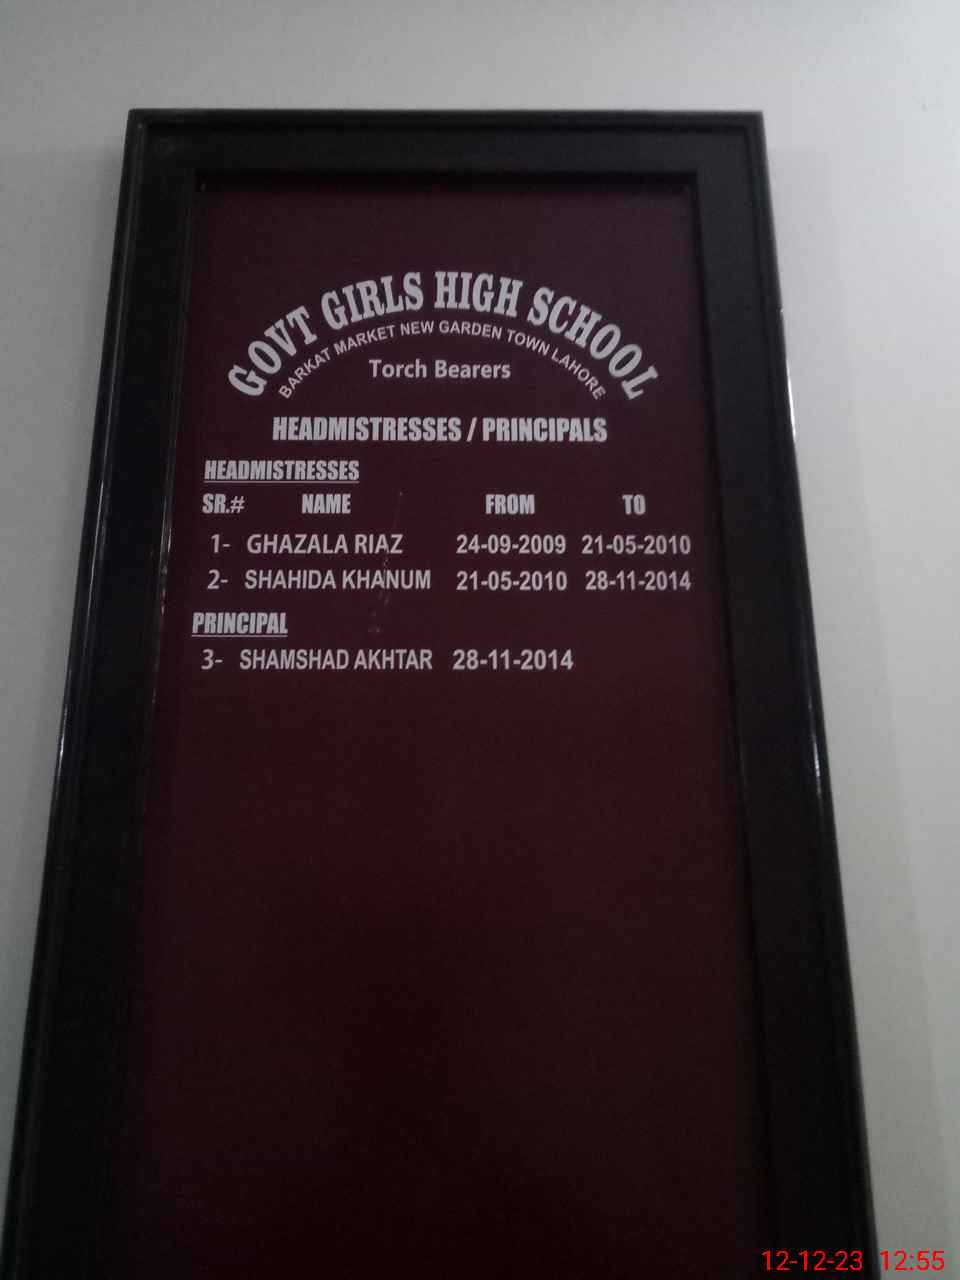 GOVT GIRLS HIGH SCHOOL
BARKAT MARKET NEW GARDEN TOWN LAHORE
Torch Bearers
HEADMISTRESSES / PRINCIPALS
HEADMISTRESSES
SR.# NAME FROM TO
1- GHAZALA RIAZ 24-09-2009 21-05-2010
2- SHAHIDA KHANUM 21-05-2010 28-11-2014
PRINCIPAL
3- SHAMSHAD AKHTAR 28-11-2014
12-12-23 12:55